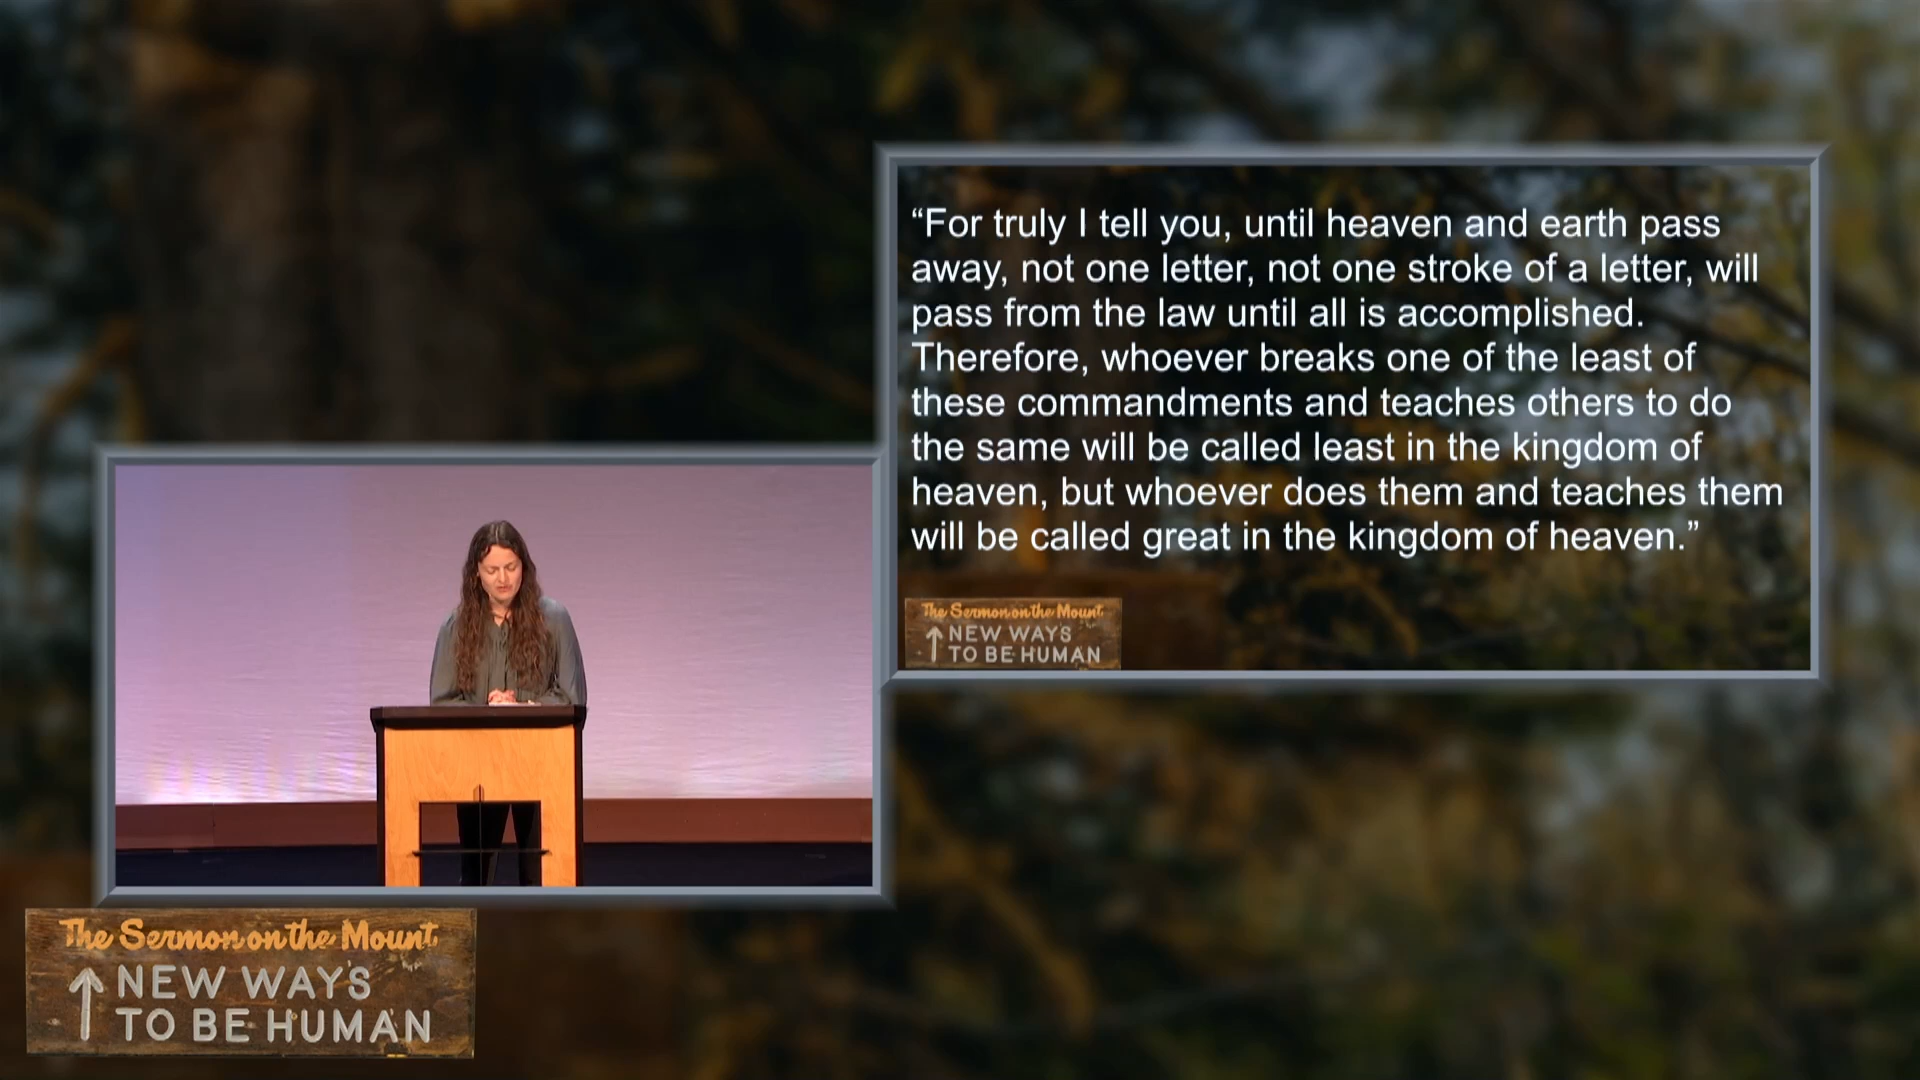 “For truly I tell you, until heaven and earth pass
away, not one letter, not one stroke of a letter, will
pass from the law until all is accomplished.
Therefore, whoever breaks one of the least of
these commandments and teaches others to do
the same will be called least in the kingdom of
heaven, but whoever does them and teaches them
will be called great in the kingdom of heaven.”
The Sermon on the Mount
NEW WAYS
TO BE HUMAN
The Sermon on the Mount
NEW WAYS
TO BE HUMAN